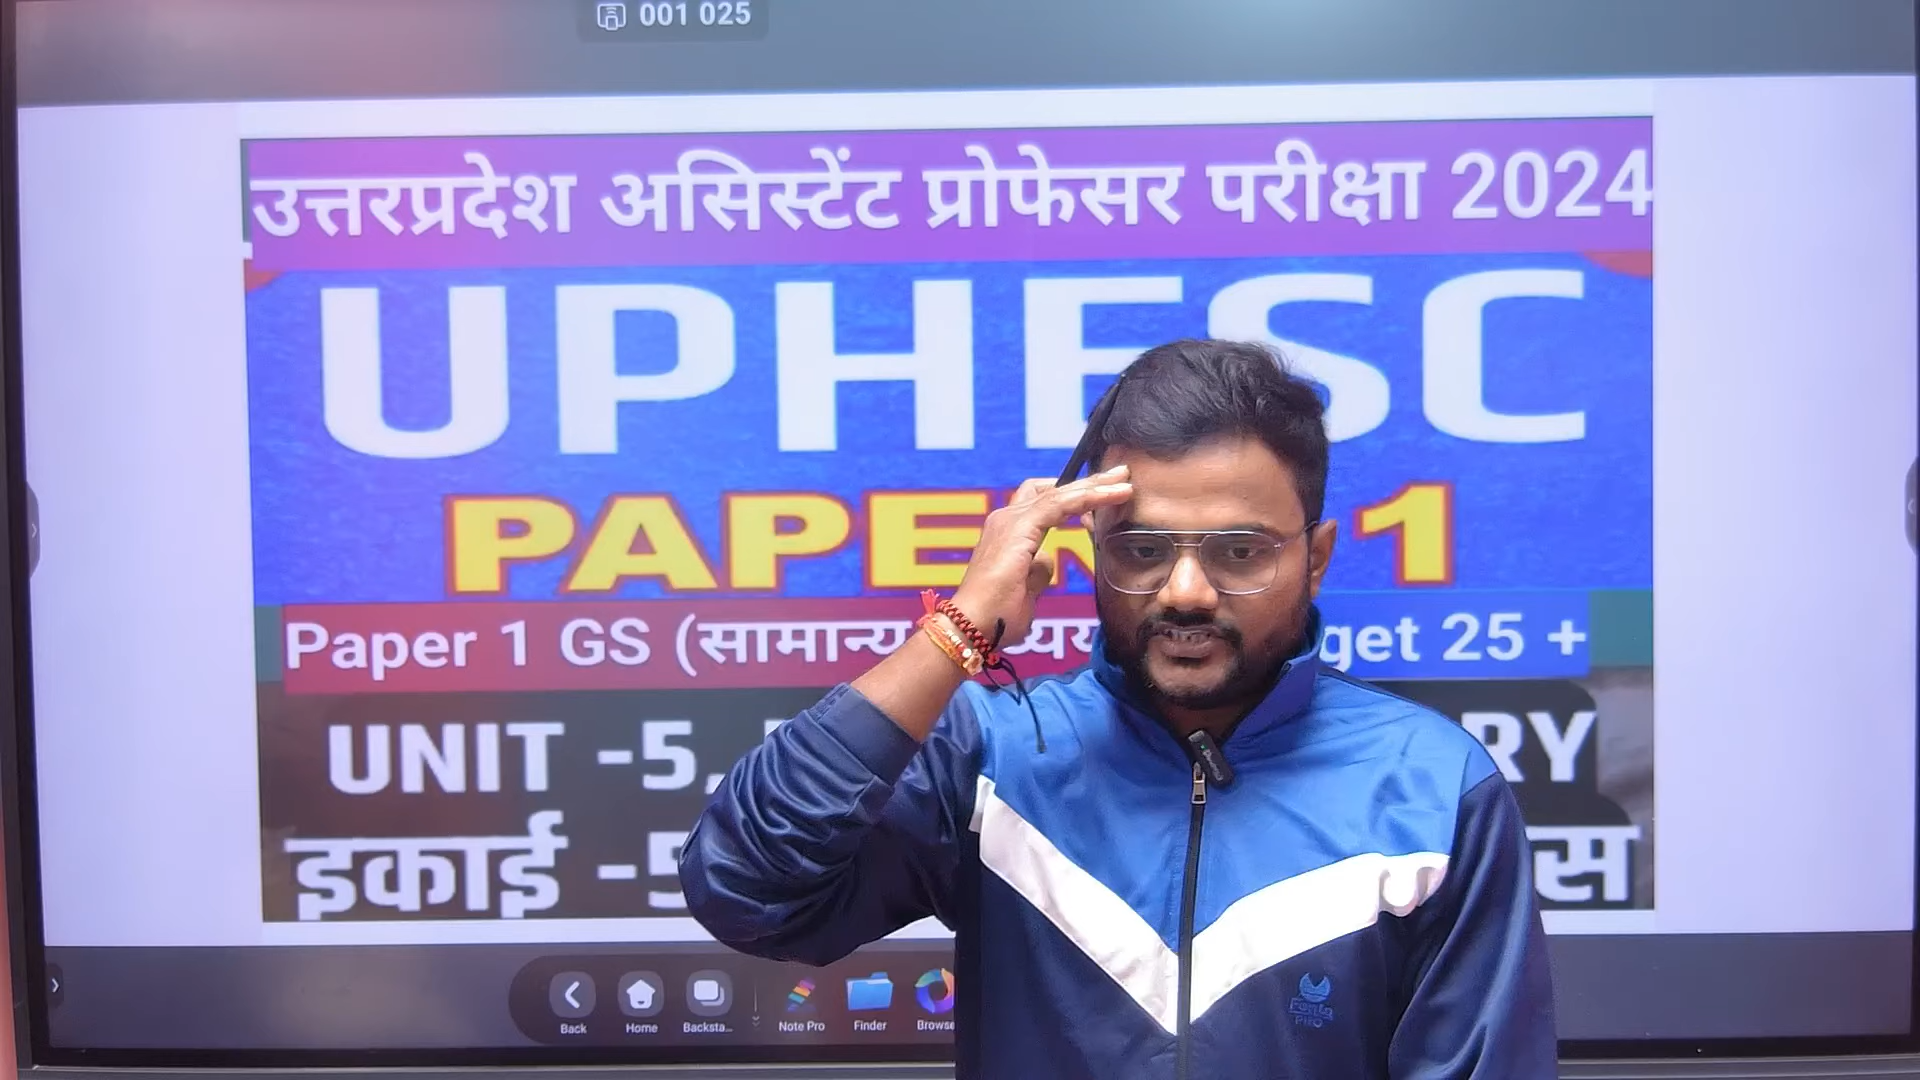 001 025
उत्तरप्रदेश असिस्टेंट प्रोफेसर परीक्षा 2024
UPHESC
PAPER 1
Paper 1 GS (सामान्य get 25 +
UNIT -5, RY
इकाई -5 स
Back Home Backsta... Note Pro Finder Browse